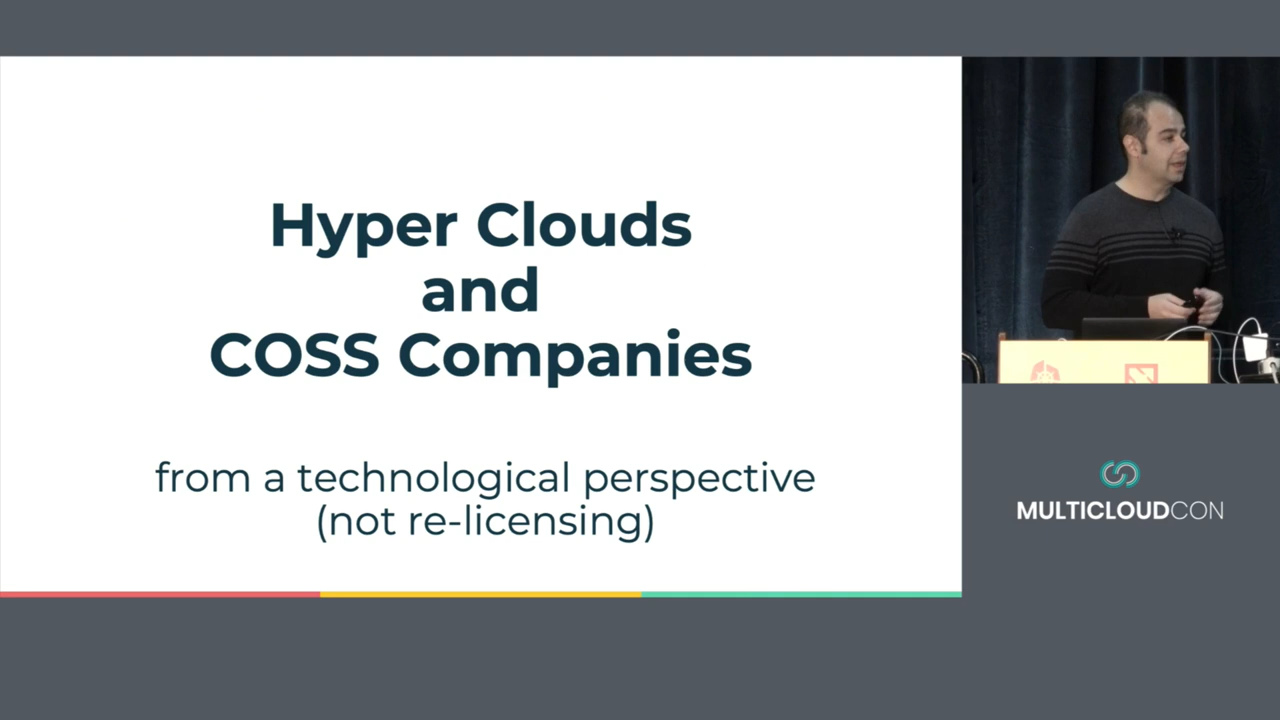 Hyper Clouds
and
COSS Companies
from a technological perspective
(not re-licensing)
MULTICLOUDCON